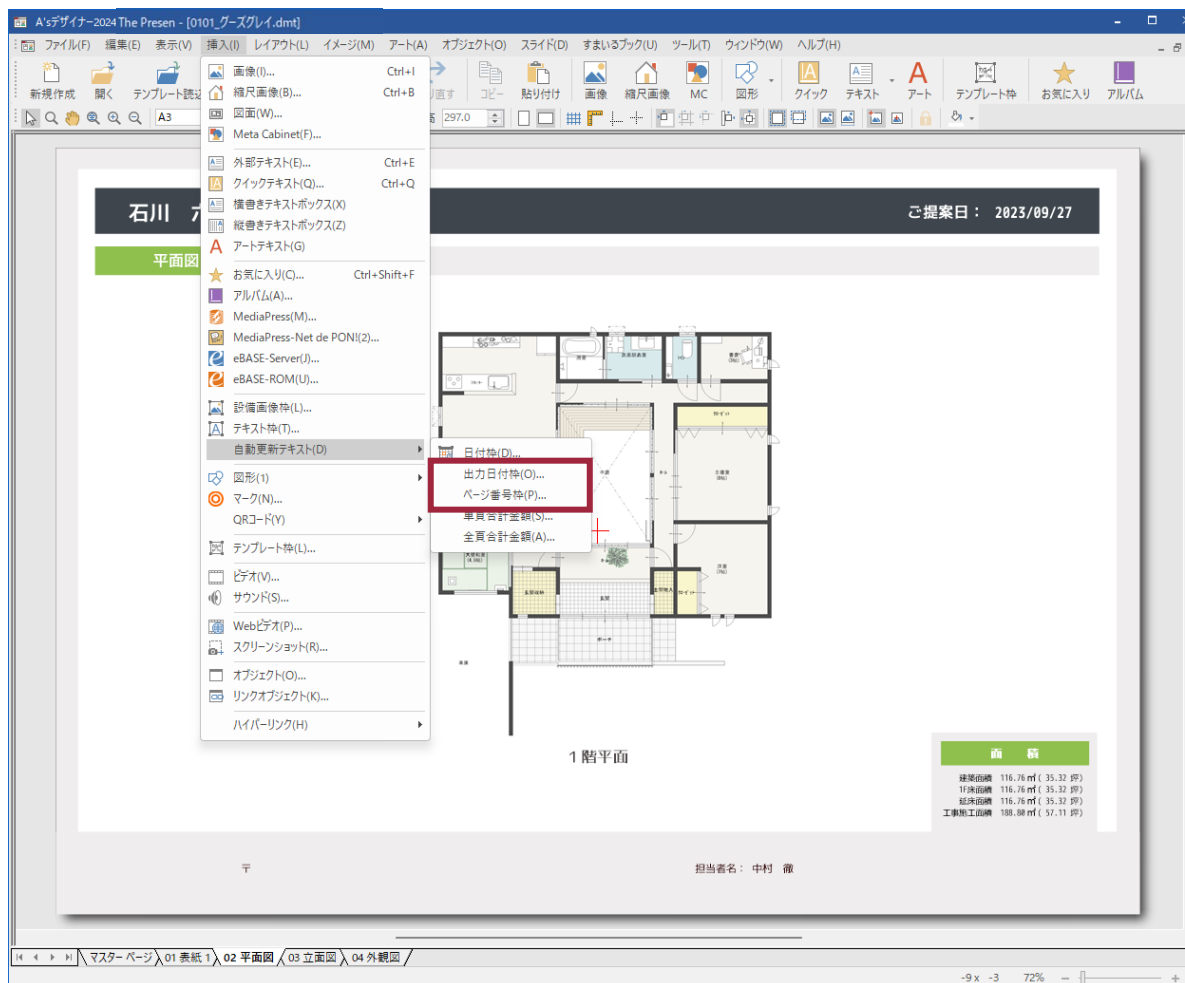 A'sデザイナー2024 The Presen - [0101_グーズグレイ.dmt]
ファイル(F) 編集(E) 表示(V) 挿入(I) レイアウト(L) イメージ(M) アート(A) オブジェクト(O) スライド(D) すまいるブック(U) ツール(T) ウィンドウ(W) ヘルプ(H)
新規作成 開く テンプレート読込 コピー 貼り付け 画像 縮尺画像 MC 図形 クイック テキスト アート テンプレート枠 お気に入り アルバム
A3 297.0
画像(I)... Ctrl+I
縮尺画像(B)... Ctrl+B
図面(W)...
Meta Cabinet(F)...
外部テキスト(E)... Ctrl+E
クイックテキスト(Q)... Ctrl+Q
横書きテキストボックス(X)
縦書きテキストボックス(Z)
アートテキスト(G)
お気に入り(C)... Ctrl+Shift+F
アルバム(A)...
MediaPress(M)...
MediaPress-Net de PON!(2)...
eBASE-Server(J)...
eBASE-ROM(U)...
設備画像枠(L)...
テキスト枠(T)...
自動更新テキスト(D)
図形(1)
マーク(N)...
QRコード(Y)
テンプレート枠(L)...
ビデオ(V)...
サウンド(S)...
Webビデオ(P)...
スクリーンショット(R)...
オブジェクト(O)...
リンクオブジェクト(K)...
ハイパーリンク(H)
日付枠(D)...
出力日付枠(O)...
ページ番号枠(P)...
単頁合計金額(S)...
全頁合計金額(A)...
石川
ご提案日： 2023/09/27
平面図
玄関
ポーチ
1階平面
面 積
建築面積 116.76㎡( 35.32 坪)
1F床面積 116.76㎡( 35.32 坪)
延床面積 116.76㎡( 35.32 坪)
工事施工面積 188.80㎡( 57.11 坪)
〒
担当者名： 中村 徹
マスター ページ 01 表紙 1 02 平面図 03 立面図 04 外観図
-9 x -3 72%